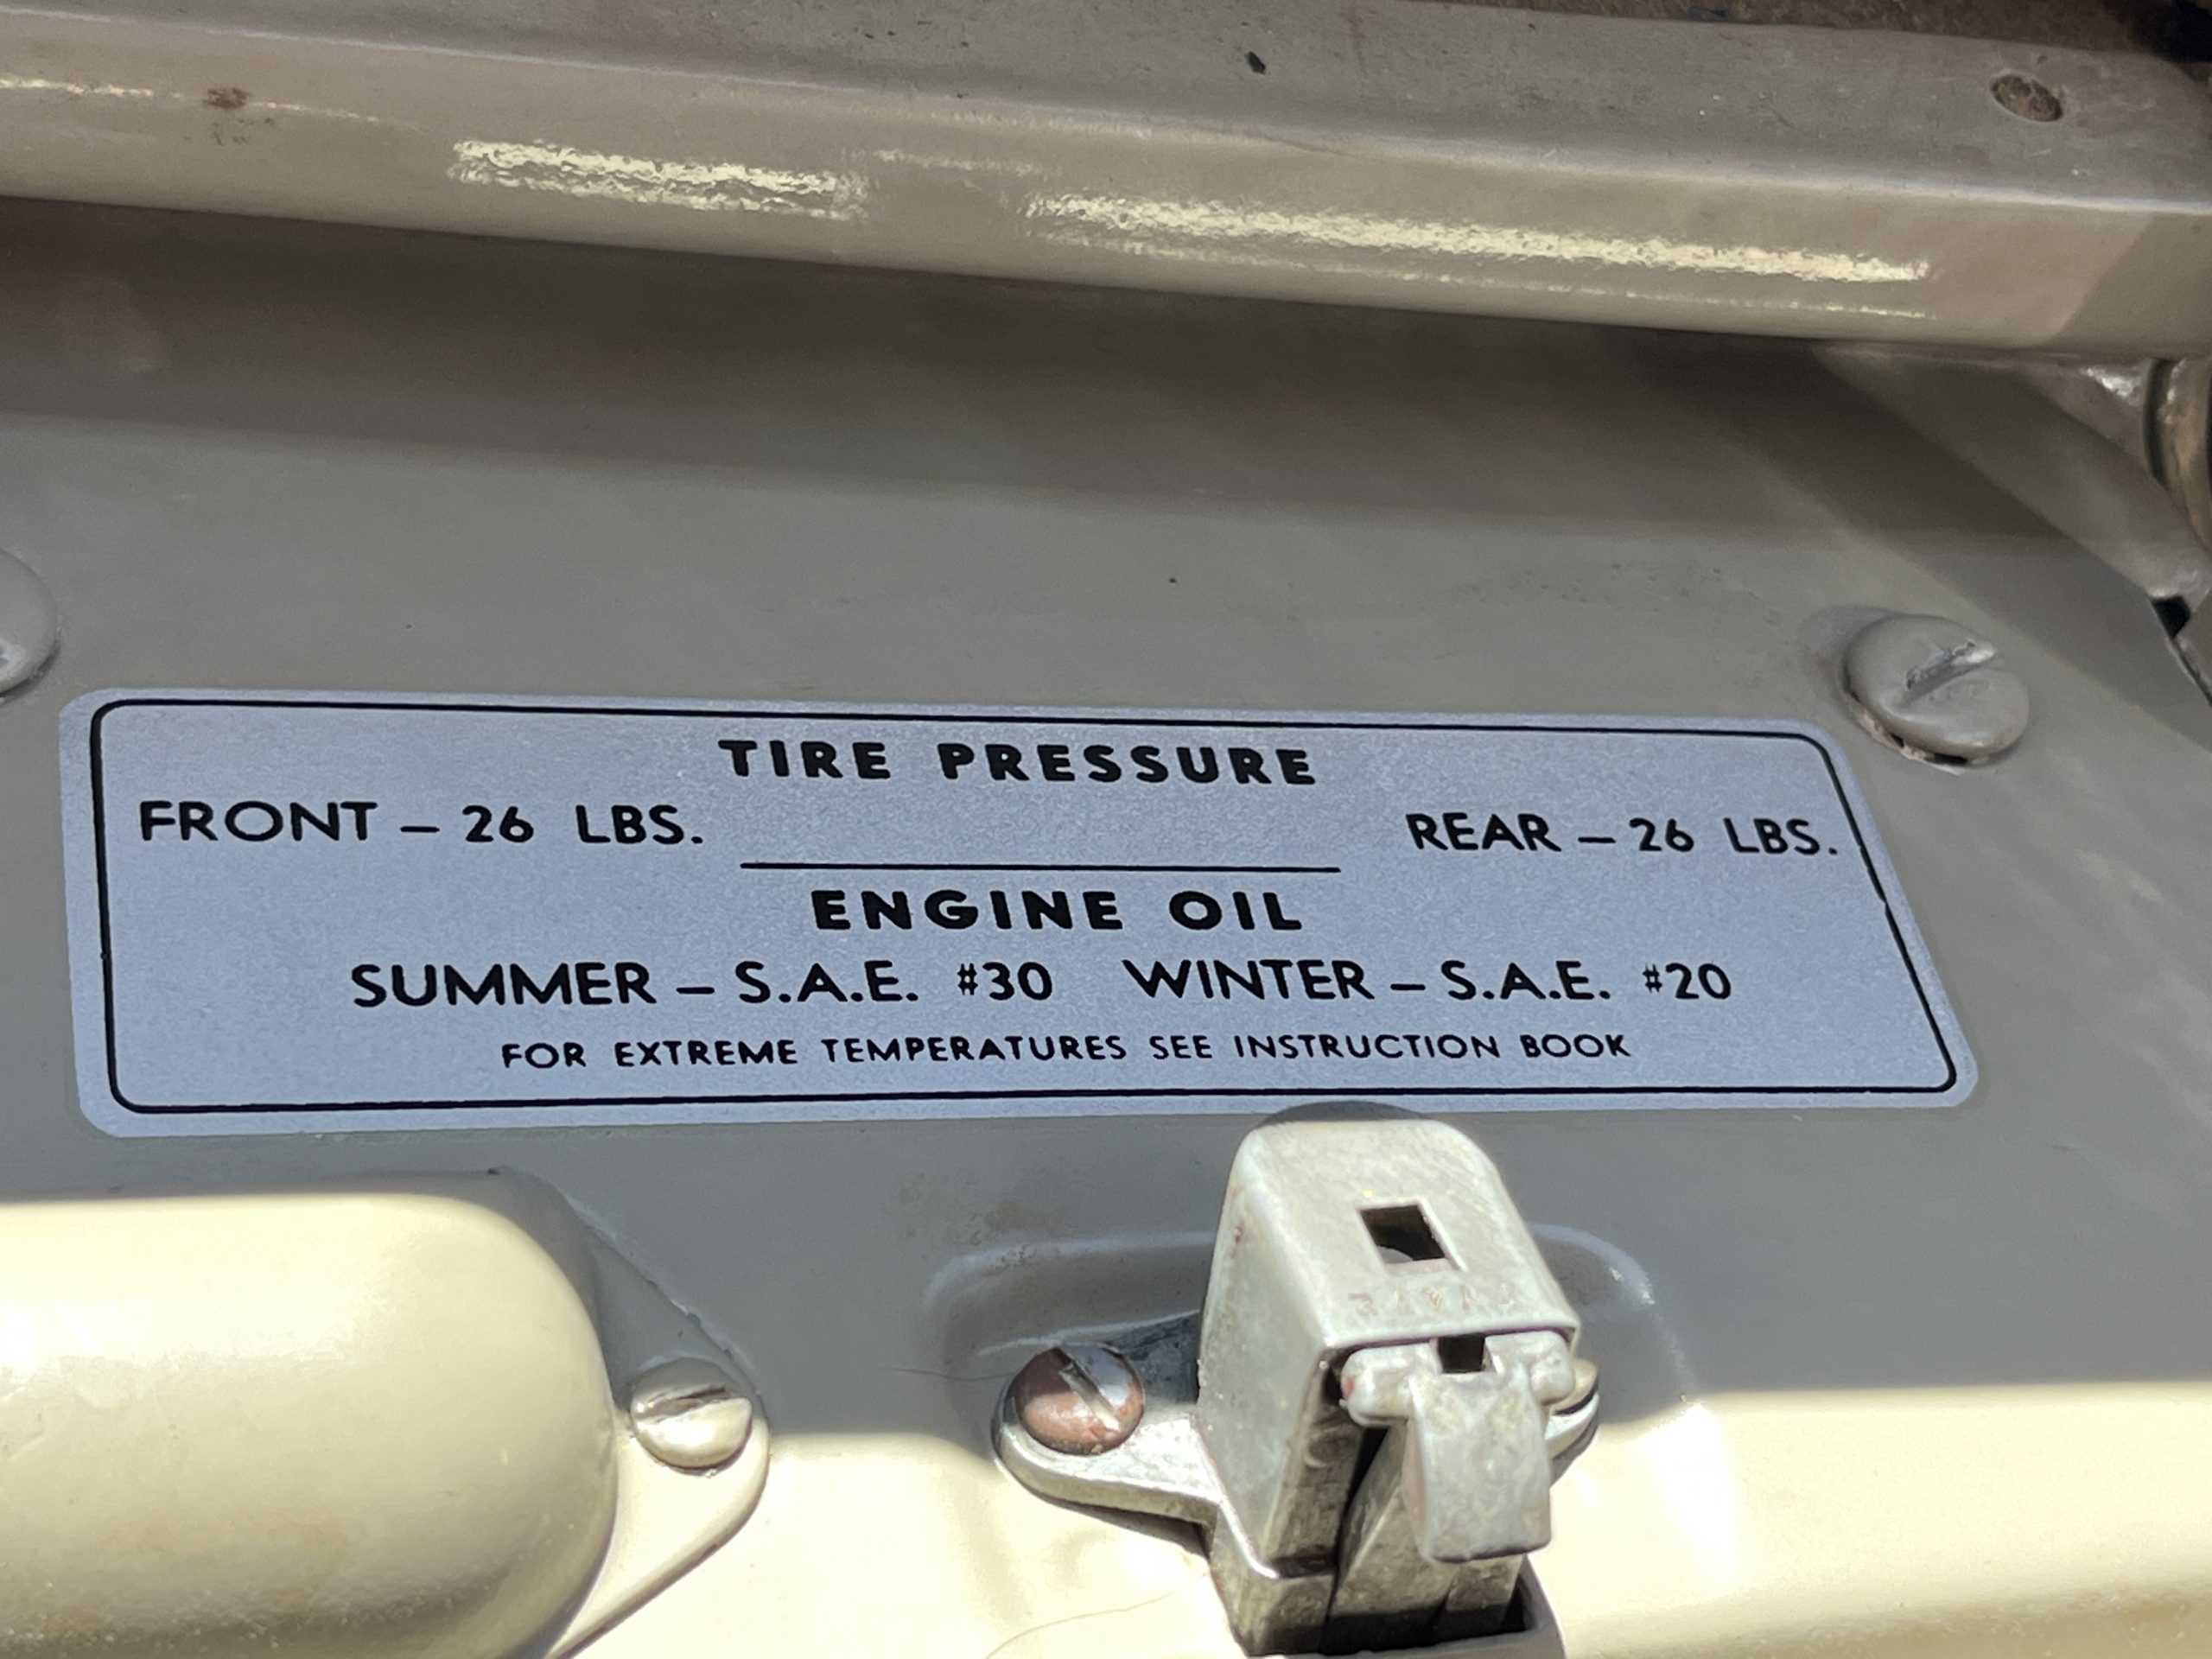 TIRE PRESSURE
FRONT – 26 LBS. REAR – 26 LBS.
ENGINE OIL
SUMMER – S.A.E. #30 WINTER – S.A.E. #20
FOR EXTREME TEMPERATURES SEE INSTRUCTION BOOK